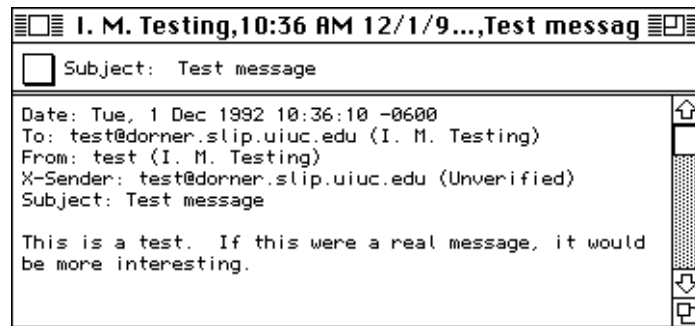 I. M. Testing,10:36 AM 12/1/9...,Test messag
Subject: Test message
Date: Tue, 1 Dec 1992 10:36:10 -0600
To: test@dorner.slip.uiuc.edu (I. M. Testing)
From: test (I. M. Testing)
X-Sender: test@dorner.slip.uiuc.edu (Unverified)
Subject: Test message
This is a test. If this were a real message, it would
be more interesting.